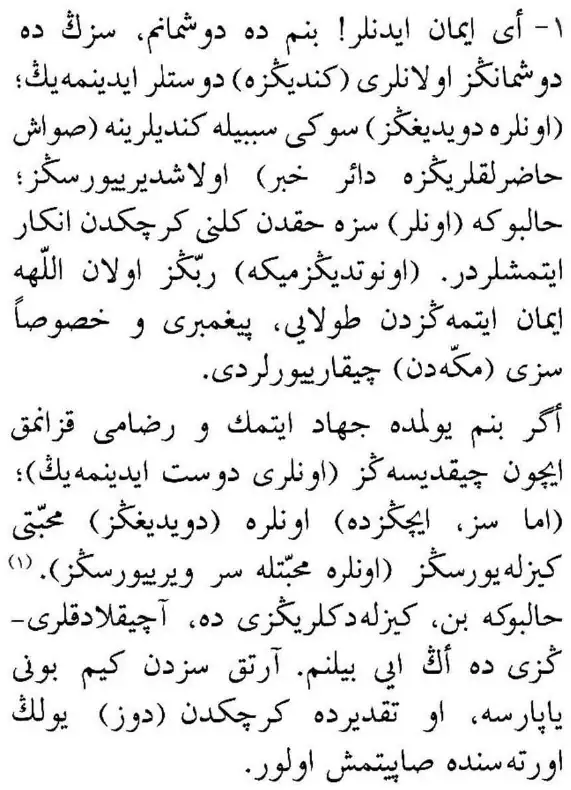 ١- أى ايمان ايدنلر! بنم ده دوشمانم، سزڭ ده
دوشمانڭز اولانلرى (كنديڭزه) دوستلر ايدينمه‌يڭ؛
(اونلره دويديغڭز) سوكى سببيله كنديلرينه (صواش
حاضرلقلريڭزه دائر خبر) اولاشديرييورسڭز؛
حالبوكه (اونلر) سزه حقدن كلنى كرچكدن انكار
ايتمشلردر. (اونوتديڭزميكه) ربّڭز اولان اللّهه
ايمان ايتمه‌ڭزدن طولايى، پيغمبرى و خصوصاً
سزى (مكّه‌دن) چيقارييورلردى.
أگر بنم يولمده جهاد ايتمك و رضامى قزانمق
ايچون چيقديسه‌ڭز (اونلرى دوست ايدينمه‌يڭ)؛
(اما سز، ايچڭزده) اونلره (دويديغڭز) محبّتى
كيزله‌يورسڭز (اونلره محبّتله سر ويرييورسڭز). (١)
حالبوكه بن، كيزله‌دكلريڭزى ده، آچيقلادقلرى-
ڭزى ده أڭ ايى بيلنم. آرتق سزدن كيم بونى
ياپارسه، او تقديرده كرچكدن (دوز) يولڭ
اورته‌سنده صاپيتمش اولور.